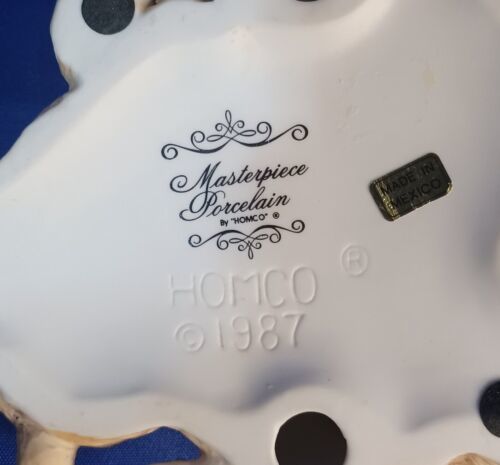 Masterpiece
Porcelain
By "HOMCO" ®
MADE IN
MEXICO
HOMCO ®
© 1987